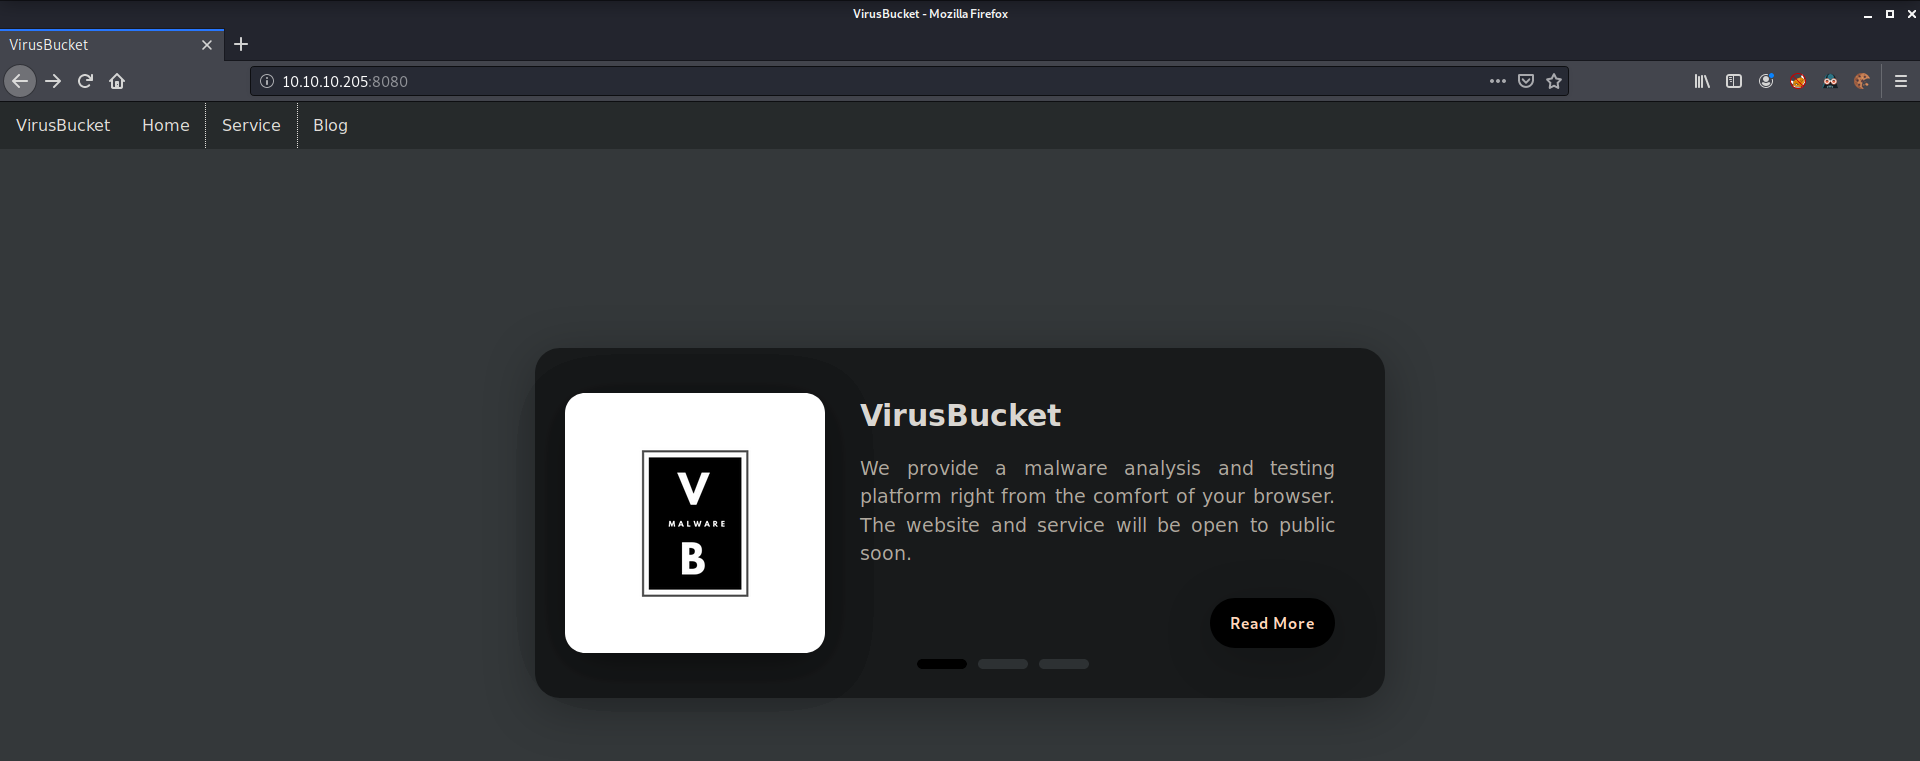 VirusBucket - Mozilla Firefox
VirusBucket
10.10.10.205:8080
VirusBucket Home Service Blog
V
MALWARE
B
VirusBucket
We provide a malware analysis and testing
platform right from the comfort of your browser.
The website and service will be open to public
soon.
Read More